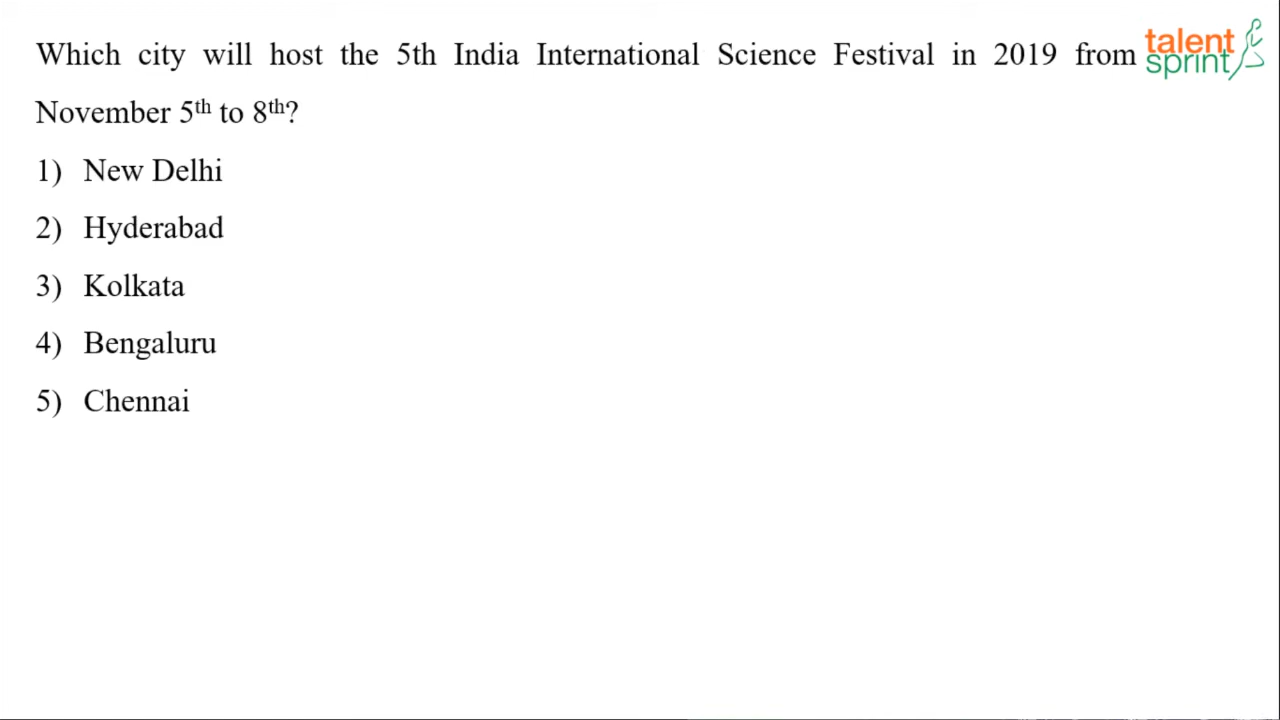 Which city will host the 5th India International Science Festival in 2019 from
November 5th to 8th?
1) New Delhi
2) Hyderabad
3) Kolkata
4) Bengaluru
5) Chennai
talent
sprint